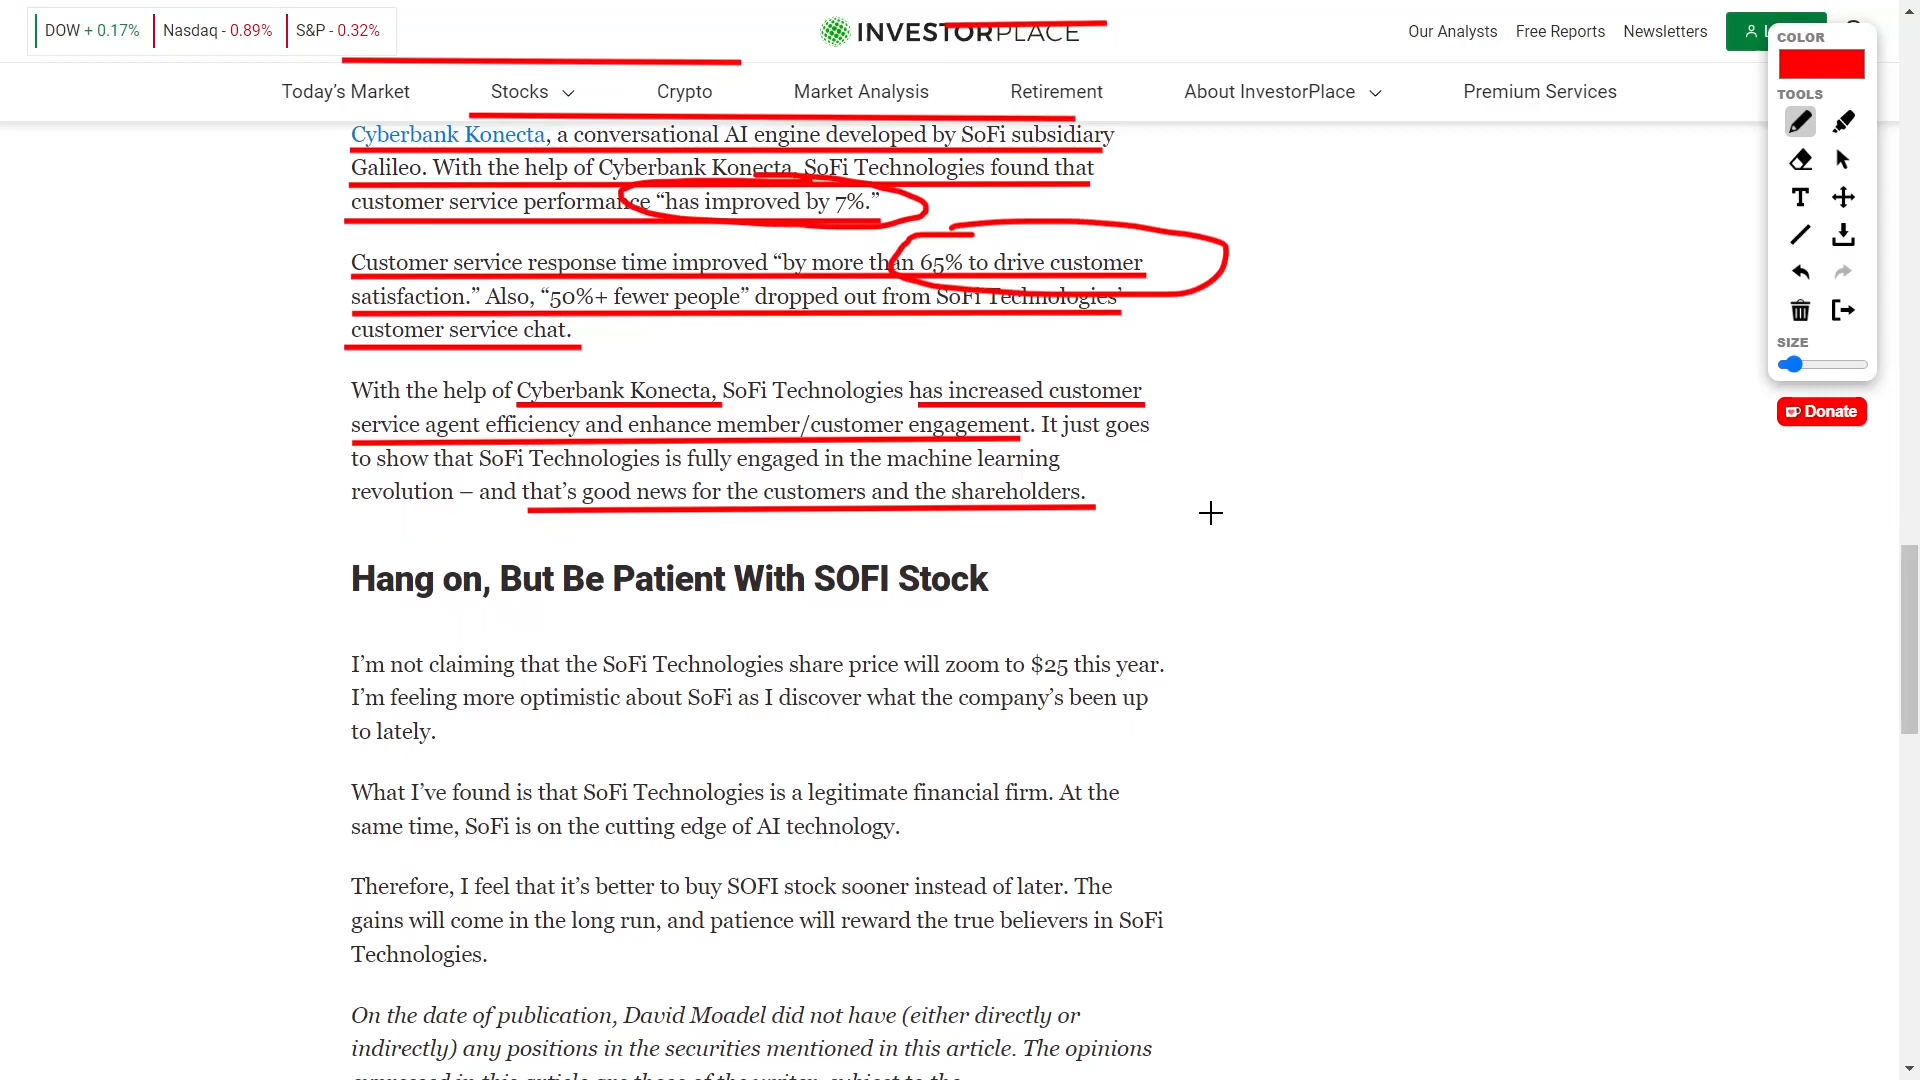 DOW + 0.17%
Nasdaq - 0.89%
S&P - 0.32%
INVESTORPLACE
Our Analysts
Free Reports
Newsletters
Today’s Market
Stocks
Crypto
Market Analysis
Retirement
About InvestorPlace
Premium Services
COLOR
TOOLS
T
SIZE
Donate
Cyberbank Konecta, a conversational AI engine developed by SoFi subsidiary
Galileo. With the help of Cyberbank Konecta, SoFi Technologies found that
customer service performance “has improved by 7%.”
Customer service response time improved “by more than 65% to drive customer
satisfaction.” Also, “50%+ fewer people” dropped out from SoFi Technologies’
customer service chat.
With the help of Cyberbank Konecta, SoFi Technologies has increased customer
service agent efficiency and enhance member/customer engagement. It just goes
to show that SoFi Technologies is fully engaged in the machine learning
revolution – and that’s good news for the customers and the shareholders.
Hang on, But Be Patient With SOFI Stock
I’m not claiming that the SoFi Technologies share price will zoom to $25 this year.
I’m feeling more optimistic about SoFi as I discover what the company’s been up
to lately.
What I’ve found is that SoFi Technologies is a legitimate financial firm. At the
same time, SoFi is on the cutting edge of AI technology.
Therefore, I feel that it’s better to buy SOFI stock sooner instead of later. The
gains will come in the long run, and patience will reward the true believers in SoFi
Technologies.
On the date of publication, David Moadel did not have (either directly or
indirectly) any positions in the securities mentioned in this article. The opinions